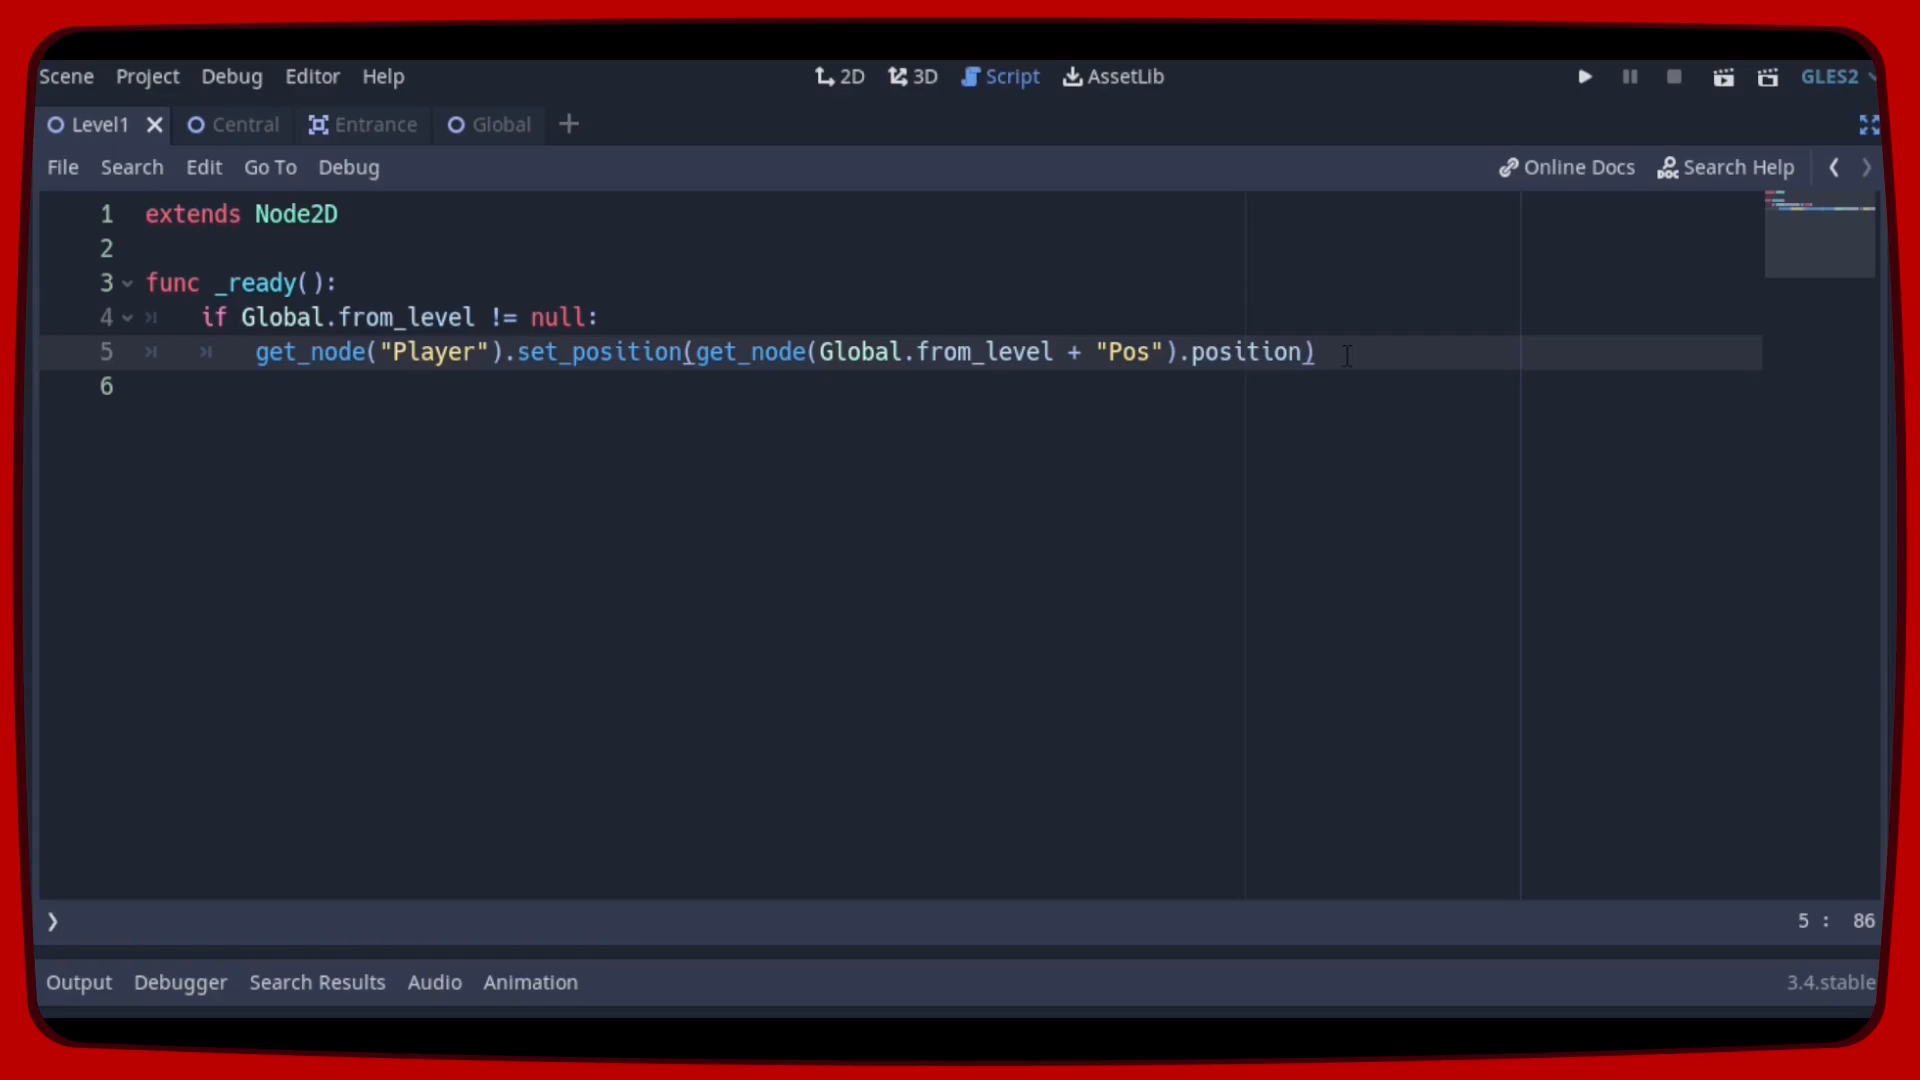 Scene Project Debug Editor Help 2D 3D Script AssetLib GLES2
Level1 Central Entrance Global
File Search Edit Go To Debug Online Docs Search Help
1 extends Node2D
2
3 func _ready():
4 if Global.from_level != null:
5 get_node("Player").set_position(get_node(Global.from_level + "Pos").position)
6
5 : 86
Output Debugger Search Results Audio Animation 3.4.stable